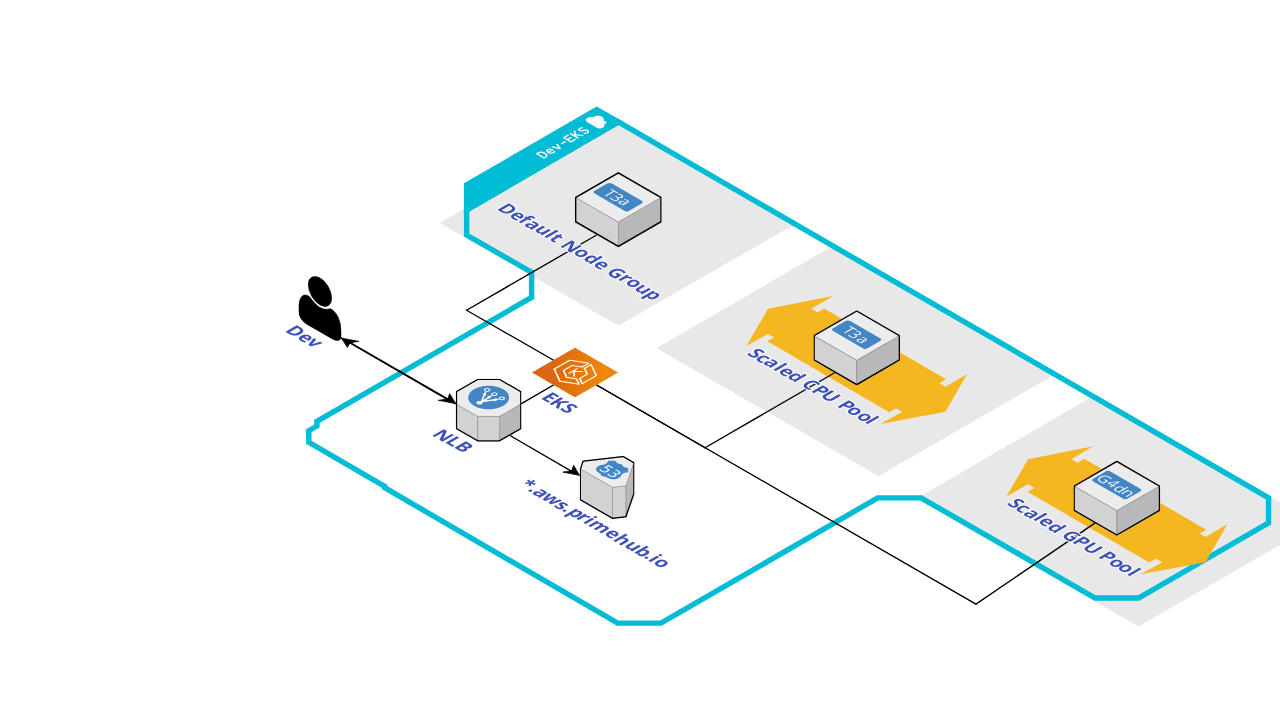 Dev-EKS
T3a
Default Node Group
T3a
Scaled CPU Pool
Dev
EKS
NLB
53
*.aws.primehub.io
G4dn
Scaled GPU Pool
K